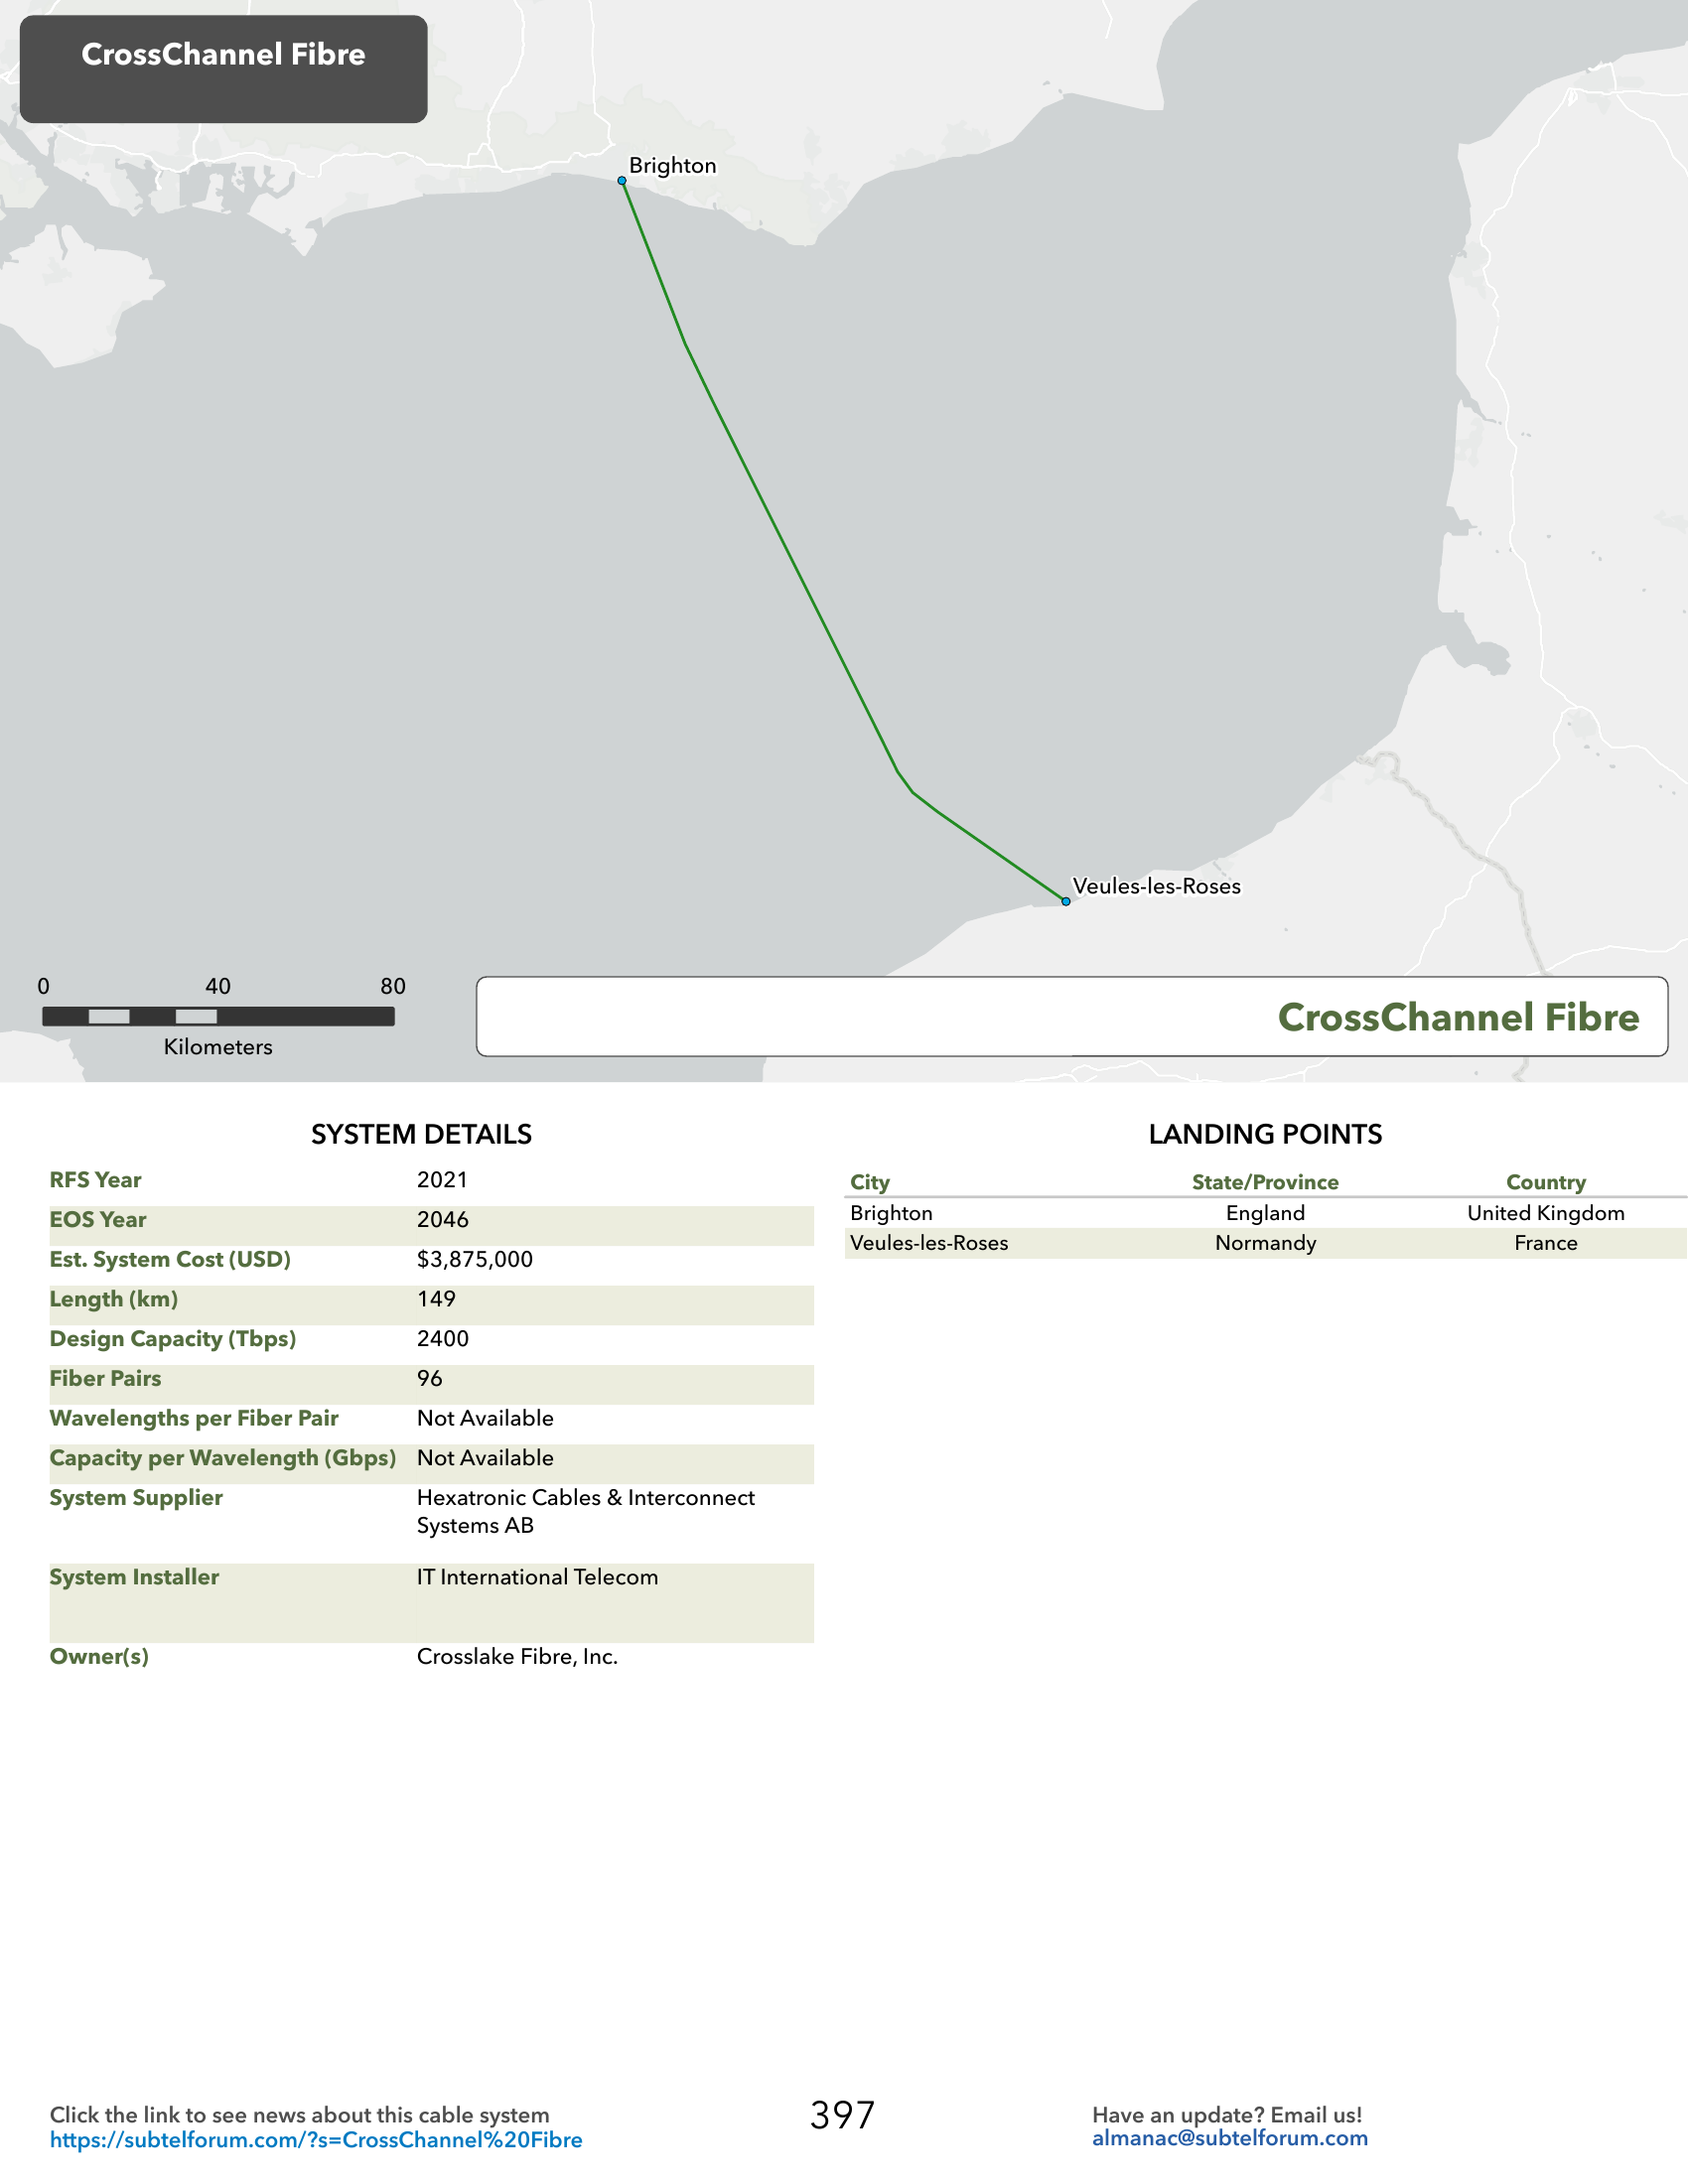 CrossChannel Fibre
Brighton
Veules-les-Roses
0 40 80
Kilometers
CrossChannel Fibre
SYSTEM DETAILS
RFS Year 2021
EOS Year 2046
Est. System Cost (USD) $3,875,000
Length (km) 149
Design Capacity (Tbps) 2400
Fiber Pairs 96
Wavelengths per Fiber Pair Not Available
Capacity per Wavelength (Gbps) Not Available
System Supplier Hexatronic Cables & Interconnect
Systems AB
System Installer IT International Telecom
Owner(s) Crosslake Fibre, Inc.
LANDING POINTS
City State/Province Country
Brighton England United Kingdom
Veules-les-Roses Normandy France
Click the link to see news about this cable system
https://subtelforum.com/?s=CrossChannel%20Fibre
397
Have an update? Email us!
almanac@subtelforum.com